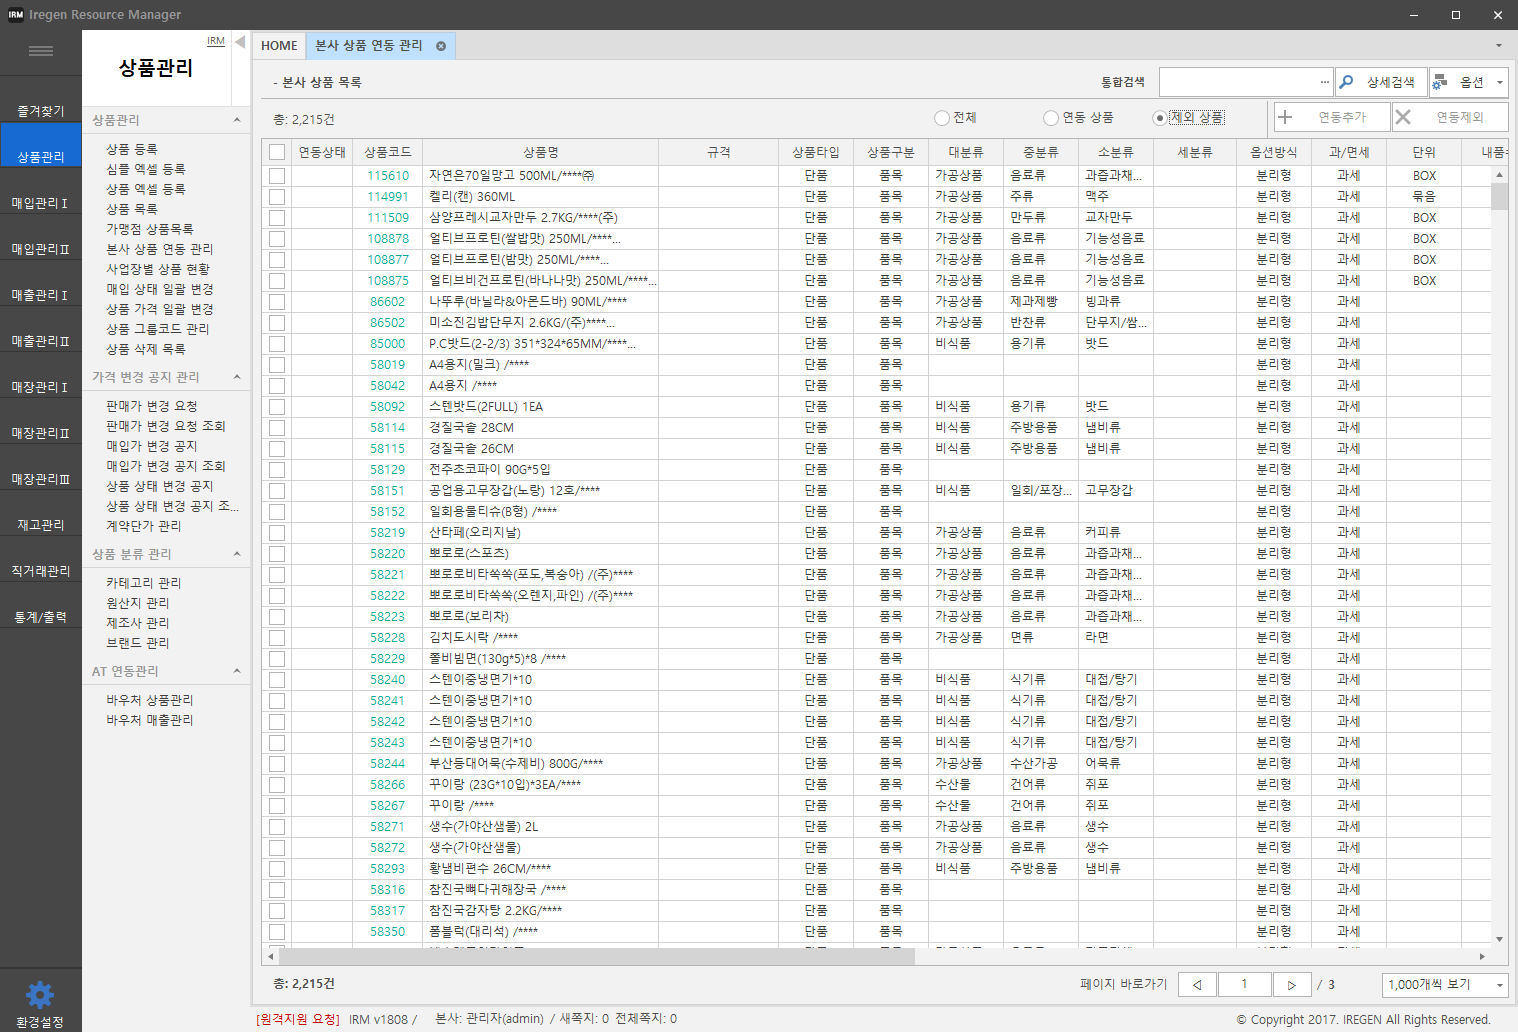 IRM Iregen Resource Manager
즐겨찾기
상품관리
매입관리Ⅰ
매입관리Ⅱ
매출관리Ⅰ
매출관리Ⅱ
매장관리Ⅰ
매장관리Ⅱ
매장관리Ⅲ
재고관리
직거래관리
통계/출력
환경설정
IRM
상품관리
상품관리
상품 등록
심플 엑셀 등록
상품 엑셀 등록
상품 목록
가맹점 상품목록
본사 상품 연동 관리
사업장별 상품 현황
매입 상태 일괄 변경
상품 가격 일괄 변경
상품 그룹코드 관리
상품 삭제 목록
가격 변경 공지 관리
판매가 변경 요청
판매가 변경 요청 조회
매입가 변경 공지
매입가 변경 공지 조회
상품 상태 변경 공지
상품 상태 변경 공지 조...
계약단가 관리
상품 분류 관리
카테고리 관리
원산지 관리
제조사 관리
브랜드 관리
AT 연동관리
바우처 상품관리
바우처 매출관리
HOME 본사 상품 연동 관리
- 본사 상품 목록 통합검색 ... 상세검색 옵션
총: 2,215건 전체 연동 상품 제외 상품 연동추가 연동제외
연동상태 상품코드 상품명 규격 상품타입 상품구분 대분류 중분류 소분류 세분류 옵션방식 과/면세 단위
115610 자연은70일망고 500ML/****㈜ 단품 품목 가공상품 음료류 과즙과채... 분리형 과세 BOX
114991 켈리(캔) 360ML 단품 품목 가공상품 주류 맥주 분리형 과세 묶음
111509 삼양프레시교자만두 2.7KG/****(주) 단품 품목 가공상품 만두류 교자만두 분리형 과세 BOX
108878 얼티브프로틴(쌀밥맛) 250ML/****... 단품 품목 가공상품 음료류 기능성음료 분리형 과세 BOX
108877 얼티브프로틴(밤맛) 250ML/****... 단품 품목 가공상품 음료류 기능성음료 분리형 과세 BOX
108875 얼티브비건프로틴(바나나맛) 250ML/****... 단품 품목 가공상품 음료류 기능성음료 분리형 과세 BOX
86602 나뚜루(바닐라&아몬드바) 90ML/**** 단품 품목 가공상품 제과제빵 빙과류 분리형 과세
86502 미소진김밥단무지 2.6KG/(주)****... 단품 품목 가공상품 반찬류 단무지/쌈... 분리형 과세
85000 P.C밧드(2-2/3) 351*324*65MM/****... 단품 품목 비식품 용기류 밧드 분리형 과세
58019 A4용지(밀크) /**** 단품 품목 분리형 과세
58042 A4용지 /**** 단품 품목 분리형 과세
58092 스텐밧드(2FULL) 1EA 단품 품목 비식품 용기류 밧드 분리형 과세
58114 경질국솥 28CM 단품 품목 비식품 주방용품 냄비류 분리형 과세
58115 경질국솥 26CM 단품 품목 비식품 주방용품 냄비류 분리형 과세
58129 전주초코파이 90G*5입 단품 품목 분리형 과세
58151 공업용고무장갑(노랑) 12호/**** 단품 품목 비식품 일회/포장... 고무장갑 분리형 과세
58152 일회용물티슈(B형) /**** 단품 품목 분리형 과세
58219 산타페(오리지날) 단품 품목 가공상품 음료류 커피류 분리형 과세
58220 뽀로로(스포츠) 단품 품목 가공상품 음료류 과즙과채... 분리형 과세
58221 뽀로로비타쏙쏙(포도,복숭아) /(주)**** 단품 품목 가공상품 음료류 과즙과채... 분리형 과세
58222 뽀로로비타쏙쏙(오렌지,파인) /(주)**** 단품 품목 가공상품 음료류 과즙과채... 분리형 과세
58223 뽀로로(보리차) 단품 품목 가공상품 음료류 과즙과채... 분리형 과세
58228 김치도시락 /**** 단품 품목 가공상품 면류 라면 분리형 과세
58229 쫄비빔면(130g*5)*8 /**** 단품 품목 분리형 과세
58240 스텐이중냉면기*10 단품 품목 비식품 식기류 대접/탕기 분리형 과세
58241 스텐이중냉면기*10 단품 품목 비식품 식기류 대접/탕기 분리형 과세
58242 스텐이중냉면기*10 단품 품목 비식품 식기류 대접/탕기 분리형 과세
58243 스텐이중냉면기*10 단품 품목 비식품 식기류 대접/탕기 분리형 과세
58244 부산등대어묵(수제비) 800G/**** 단품 품목 가공상품 수산가공 어묵류 분리형 과세
58266 꾸이랑 (23G*10입)*3EA/**** 단품 품목 수산물 건어류 쥐포 분리형 과세
58267 꾸이랑 /**** 단품 품목 수산물 건어류 쥐포 분리형 과세
58271 생수(가야산샘물) 2L 단품 품목 가공상품 음료류 생수 분리형 과세
58272 생수(가야산샘물) 단품 품목 가공상품 음료류 생수 분리형 과세
58293 황냄비편수 26CM/**** 단품 품목 비식품 주방용품 냄비류 분리형 과세
58316 참진국뼈다귀해장국 /**** 단품 품목 분리형 과세
58317 참진국감자탕 2.2KG/**** 단품 품목 분리형 과세
58350 폼블럭(대리석) /**** 단품 품목 분리형 과세
총: 2,215건 페이지 바로가기 1 / 3 1,000개씩 보기
[원격지원 요청] IRM v1808 / 본사: 관리자(admin) / 새쪽지: 0 전체쪽지: 0 © Copyright 2017. IREGEN All Rights Reserved.